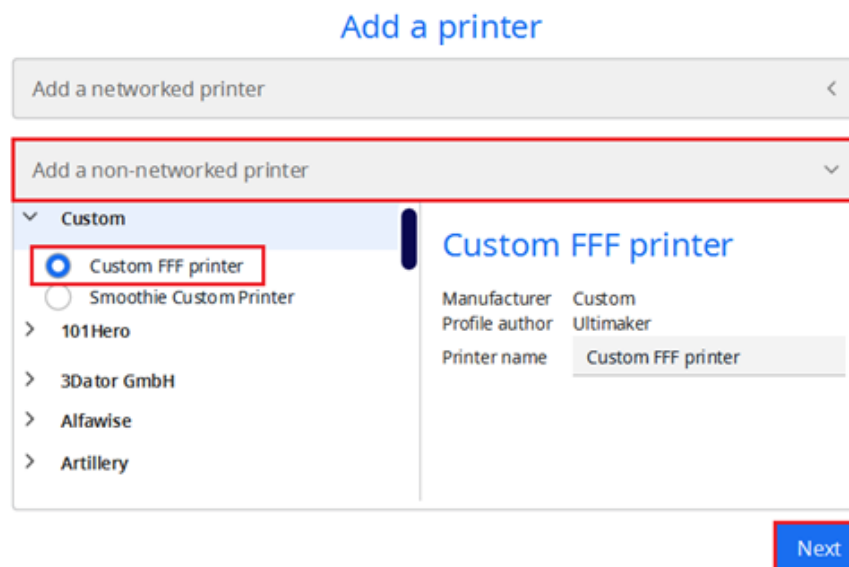 Add a printer
Add a networked printer
Add a non-networked printer
Custom
Custom FFF printer
Smoothie Custom Printer
101Hero
3Dator GmbH
Alfawise
Artillery
Custom FFF printer
Manufacturer Custom
Profile author Ultimaker
Printer name Custom FFF printer
Next